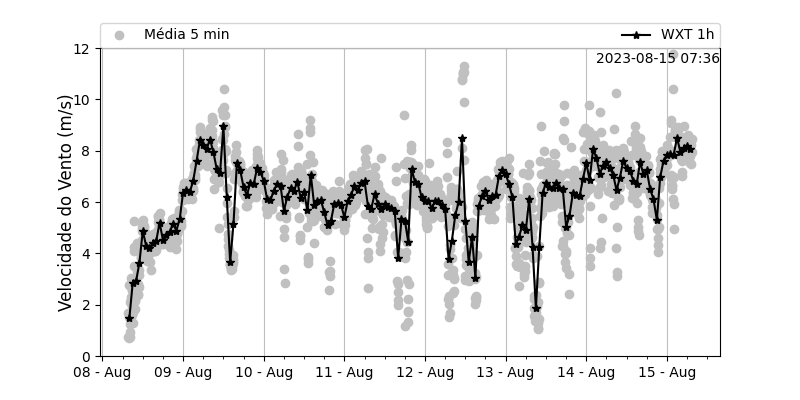 Média 5 min
WXT 1h
2023-08-15 07:36
Velocidade do Vento (m/s)
12
10
8
6
4
2
0
08 - Aug
09 - Aug
10 - Aug
11 - Aug
12 - Aug
13 - Aug
14 - Aug
15 - Aug